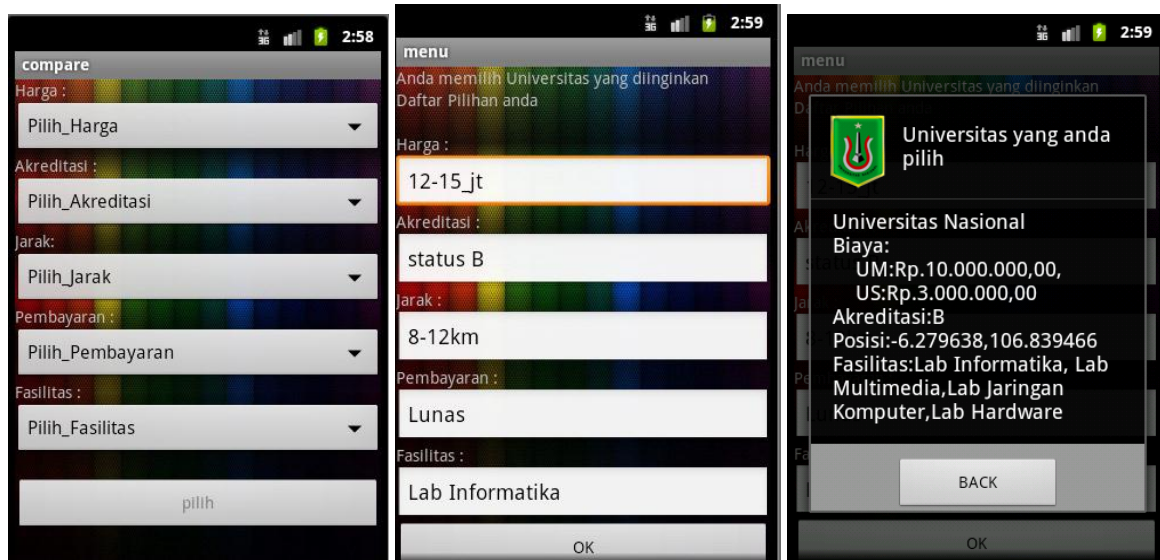 3G 2:58
compare
Harga :
Pilih_Harga
Akreditasi :
Pilih_Akreditasi
Jarak:
Pilih_Jarak
Pembayaran :
Pilih_Pembayaran
Fasilitas :
Pilih_Fasilitas
pilih
3G 2:59
menu
Anda memilih Universitas yang diinginkan
Daftar Pilihan anda
Harga :
12-15_jt
Akreditasi :
status B
Jarak :
8-12km
Pembayaran :
Lunas
Fasilitas :
Lab Informatika
OK
3G 2:59
menu
Anda memilih Universitas yang diinginkan
Universitas yang anda
pilih
Universitas Nasional
Biaya:
UM:Rp.10.000.000,00,
US:Rp.3.000.000,00
Akreditasi:B
Posisi:-6.279638,106.839466
Fasilitas:Lab Informatika, Lab
Multimedia,Lab Jaringan
Komputer,Lab Hardware
BACK
OK